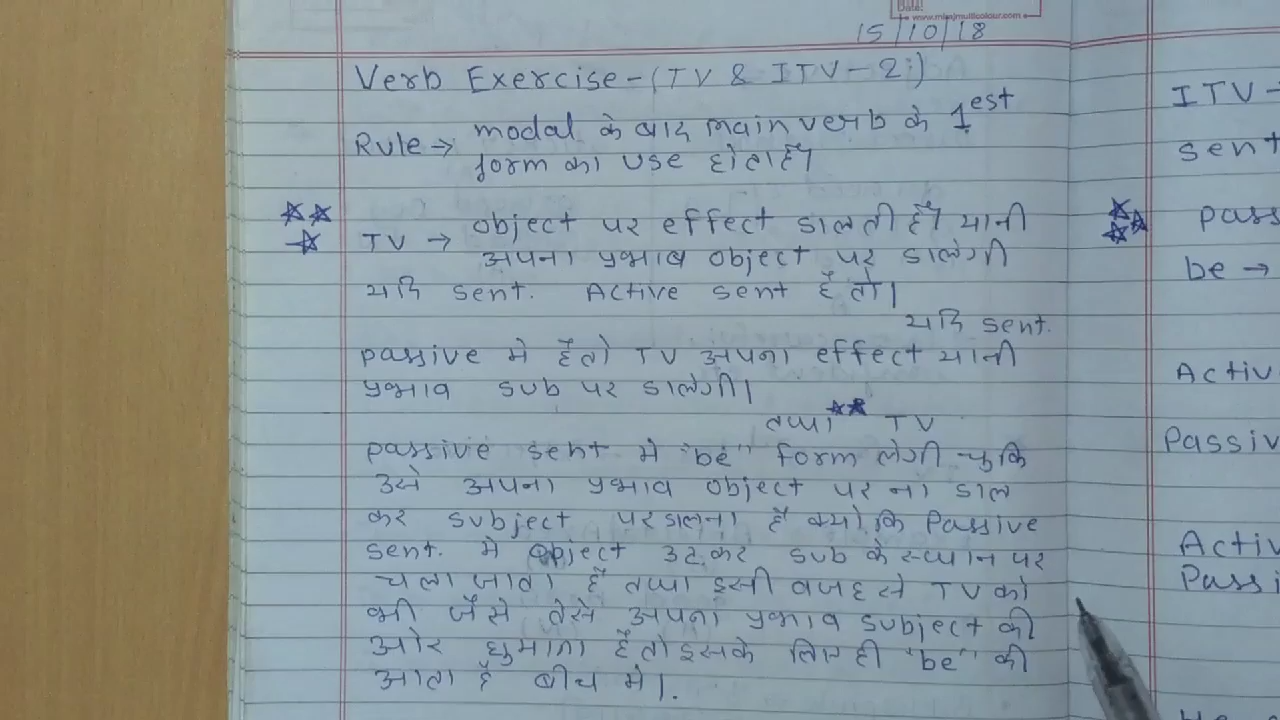 Date:
www.mirajmulticolour.com
15/10/18
Verb Exercise - (TV & ITV - 2:)
Rule → modal के बाद main verb के 1est
form का use होता है।
TV → object पर effect डालती है। यानी
अपना प्रभाव object पर डालेगी
यदि sent. Active sent है तो।
यदि sent.
passive मे है तो TV अपना effect यानी
प्रभाव sub पर डालेगी।
तथा TV
passive sent मे "be" form लेगी चुकि
उसे अपना प्रभाव object पर ना डाल
कर subject पर डालना है क्यो कि Passive
sent. मे object उठकर sub के स्थान पर
चला जाता है तथा इसी वजह से TV को
भी जैसे तैसे अपना प्रभाव subject की
ओर घुमाना है तो इसके लिए ही "be" की
आता है बीच मे।
ITV -
sent
pass
be →
Activ
Passiv
Activ
Passi